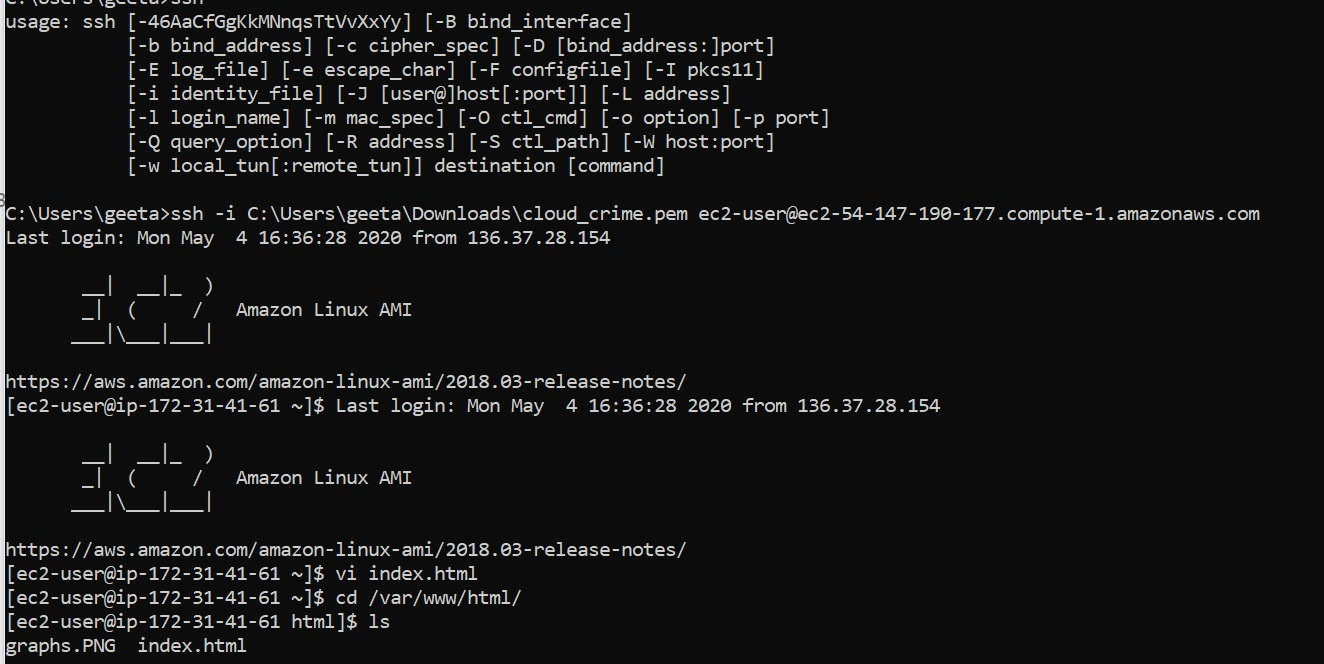 usage: ssh [-46AaCfGgKkMNnqsTtVvXxYy] [-B bind_interface]
           [-b bind_address] [-c cipher_spec] [-D [bind_address:]port]
           [-E log_file] [-e escape_char] [-F configfile] [-I pkcs11]
           [-i identity_file] [-J [user@]host[:port]] [-L address]
           [-l login_name] [-m mac_spec] [-O ctl_cmd] [-o option] [-p port]
           [-Q query_option] [-R address] [-S ctl_path] [-W host:port]
           [-w local_tun[:remote_tun]] destination [command]
C:\Users\geeta>ssh -i C:\Users\geeta\Downloads\cloud_crime.pem ec2-user@ec2-54-147-190-177.compute-1.amazonaws.com
Last login: Mon May  4 16:36:28 2020 from 136.37.28.154
       __|  __|_  )
       _|  (     /   Amazon Linux AMI
      ___|\___|___|
https://aws.amazon.com/amazon-linux-ami/2018.03-release-notes/
[ec2-user@ip-172-31-41-61 ~]$ Last login: Mon May  4 16:36:28 2020 from 136.37.28.154
       __|  __|_  )
       _|  (     /   Amazon Linux AMI
      ___|\___|___|
https://aws.amazon.com/amazon-linux-ami/2018.03-release-notes/
[ec2-user@ip-172-31-41-61 ~]$ vi index.html
[ec2-user@ip-172-31-41-61 ~]$ cd /var/www/html/
[ec2-user@ip-172-31-41-61 html]$ ls
graphs.PNG  index.html